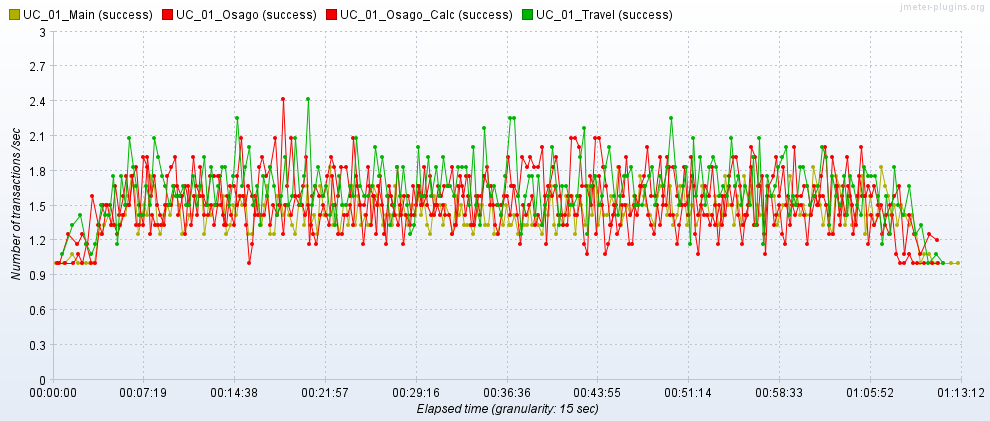 UC_01_Main (success) UC_01_Osago (success) UC_01_Osago_Calc (success) UC_01_Travel (success)
jmeter-plugins.org
Number of transactions /sec
3
2.7
2.4
2.1
1.8
1.5
1.2
0.9
0.6
0.3
0
00:00:00 00:07:19 00:14:38 00:21:57 00:29:16 00:36:36 00:43:55 00:51:14 00:58:33 01:05:52 01:13:12
Elapsed time (granularity: 15 sec)